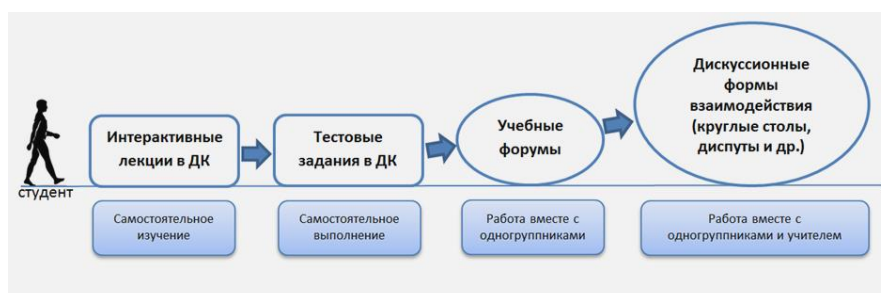 студент
Интерактивные
лекции в ДК
Тестовые
задания в ДК
Учебные
форумы
Дискуссионные
формы
взаимодействия
(круглые столы,
диспуты и др.)
Самостоятельное
изучение
Самостоятельное
выполнение
Работа вместе с
одногруппниками
Работа вместе с
одногруппниками и учителем